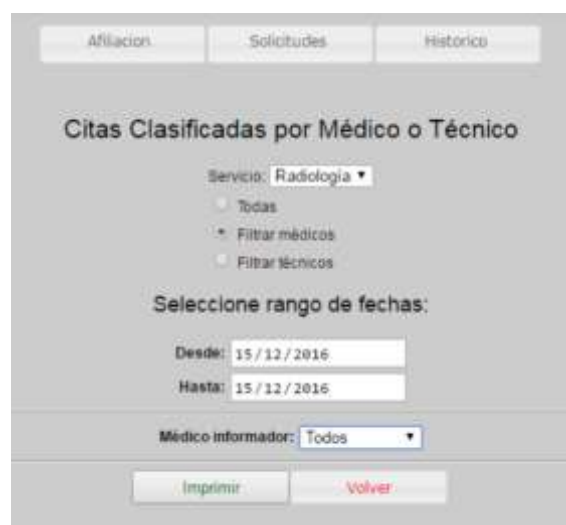 Afiliacion Solicitudes Historico
Citas Clasificadas por Médico o Técnico
Servicio: Radiología
Todas
Filtrar médicos
Filtrar técnicos
Seleccione rango de fechas:
Desde: 15/12/2016
Hasta: 15/12/2016
Médico informador: Todos
Imprimir Volver